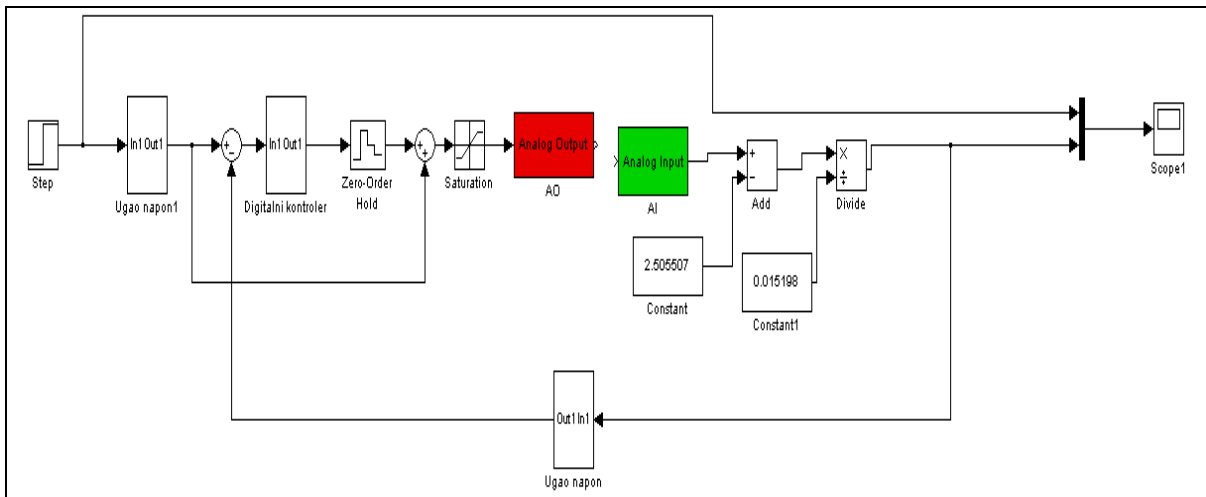 Step
In1 Out1
Ugao napon1
+
−
In1 Out1
Digitalni kontroler
Zero-Order
Hold
+
+
Saturation
Analog Output
AO
Analog Input
AI
+
−
Add
×
÷
Divide
2.505507
Constant
0.015198
Constant1
Scope1
Out1 In1
Ugao napon